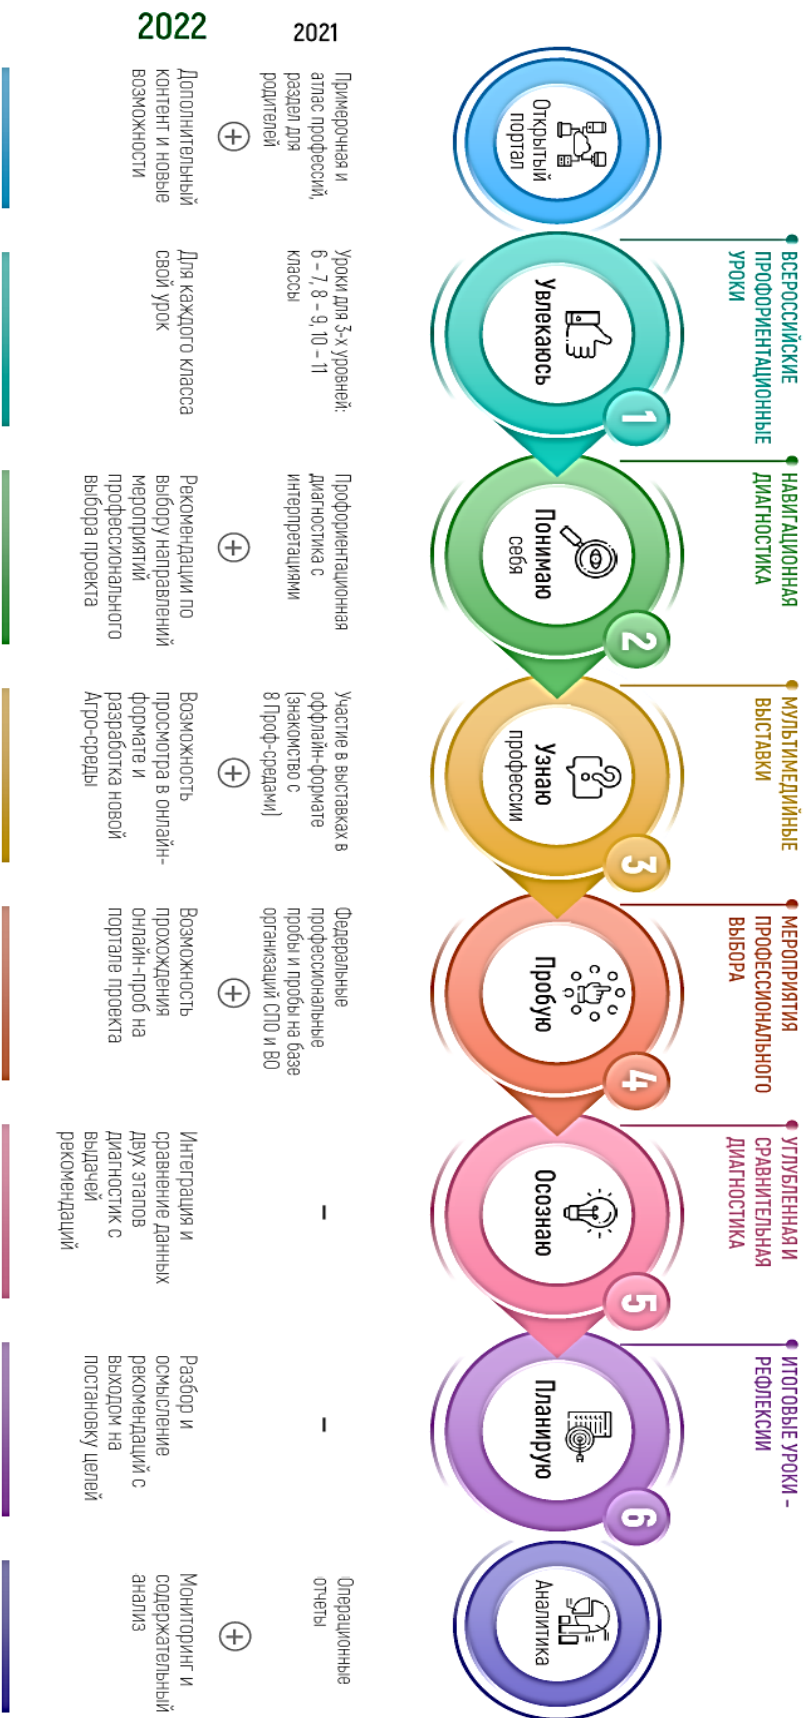 ВСЕРОССИЙСКИЕ
ПРОФОРИЕНТАЦИОННЫЕ
УРОКИ
НАВИГАЦИОННАЯ
ДИАГНОСТИКА
МУЛЬТИМЕДИЙНЫЕ
ВЫСТАВКИ
МЕРОПРИЯТИЯ
ПРОФЕССИОНАЛЬНОГО
ВЫБОРА
УГЛУБЛЕННАЯ И
СРАВНИТЕЛЬНАЯ
ДИАГНОСТИКА
ИТОГОВЫЕ УРОКИ –
РЕФЛЕКСИИ
Открытый
портал
Увлекаюсь
1
Понимаю
себя
2
Узнаю
профессии
3
Пробую
4
Осознаю
5
Планирую
6
Аналитика
2021
Примерочная и
атлас профессий,
раздел для
родителей
Уроки для 3-х уровней:
6 – 7, 8 – 9, 10 – 11
классы
Профориентационная
диагностика с
интерпретациями
Участие в выставках в
оффлайн-формате
(знакомство с
8 Проф-средами)
Федеральные
профессиональные
пробы и пробы на базе
организаций СПО и ВО
–
–
Операционные
отчеты
+
+
+
+
+
2022
Дополнительный
контент и новые
возможности
Для каждого класса
свой урок
Рекомендации по
выбору направлений
мероприятий
профессионального
выбора проекта
Возможность
просмотра в онлайн-
формате и
разработка новой
Агро-среды
Возможность
прохождения
онлайн-проб на
портале проекта
Интеграция и
сравнение данных
двух этапов
диагностик с
выдачей
рекомендаций
Разбор и
осмысление
рекомендаций с
выходом на
постановку целей
Мониторинг и
содержательный
анализ